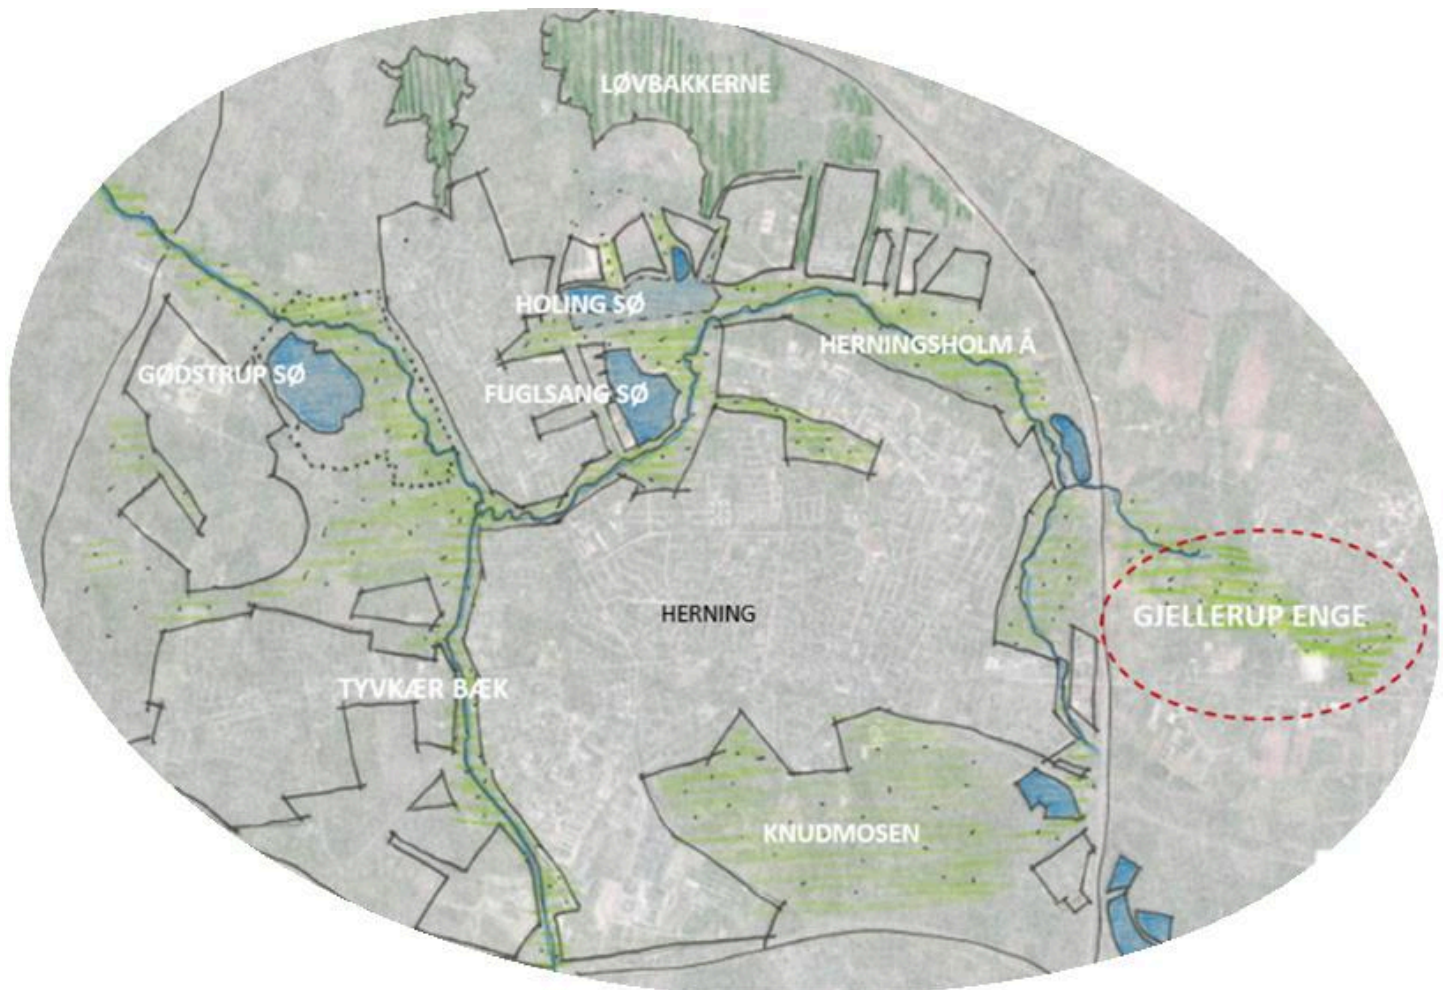 LØVBAKKERNE
HOLING SØ
HERNINGSHOLM Å
GØDSTRUP SØ
FUGLSANG SØ
HERNING
GJELLERUP ENGE
TYVKÆR BÆK
KNUDMOSEN